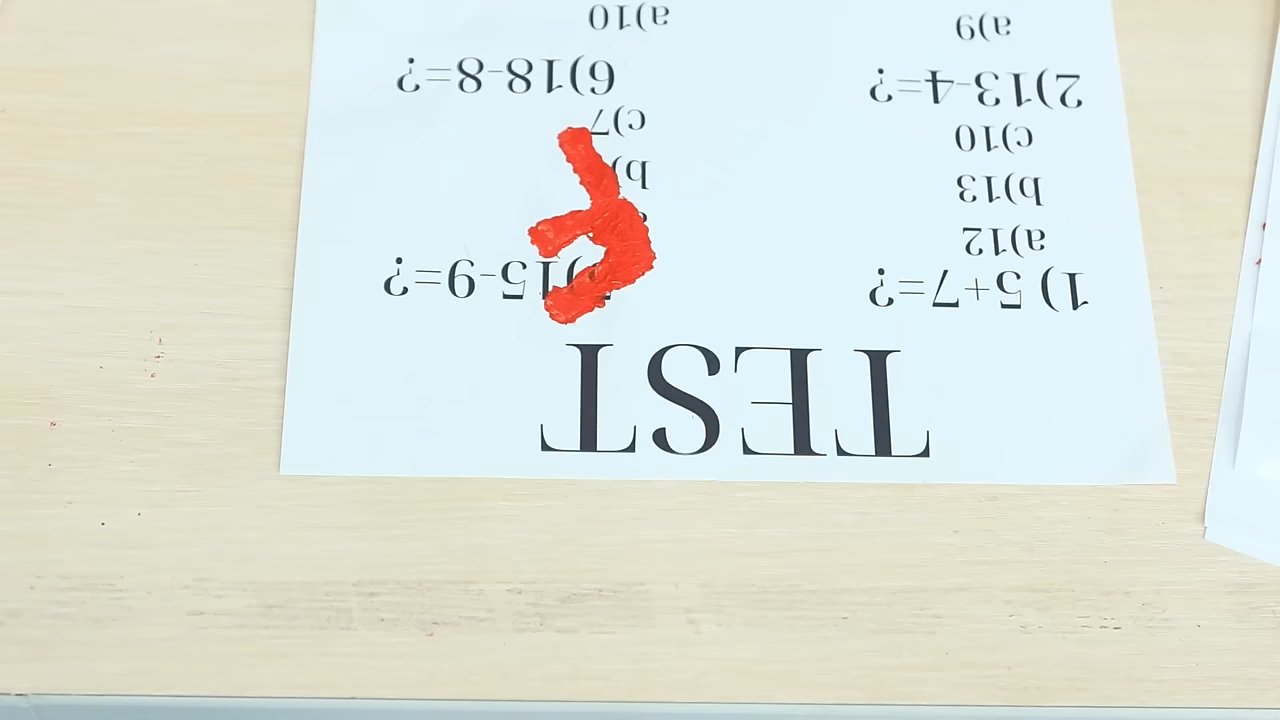 TEST
1) 5+7=?
a)12
b)13
c)10
2)13-4=?
a)9
)15-9=?
b)
c)7
6)18-8=?
a)10
F